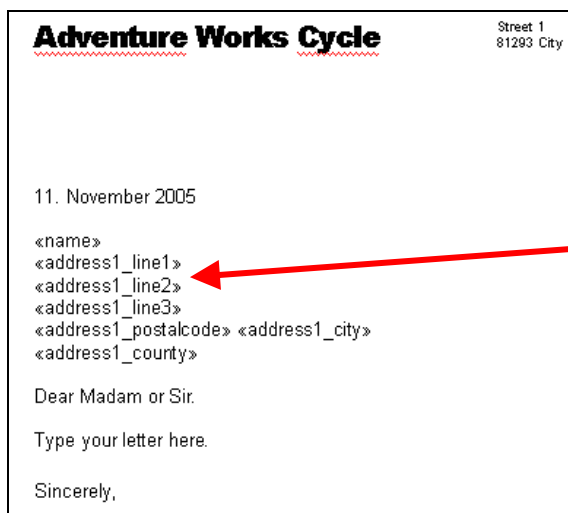 Adventure Works Cycle
Street 1
81293 City
11. November 2005
«name»
«address1_line1»
«address1_line2»
«address1_line3»
«address1_postalcode» «address1_city»
«address1_county»
Dear Madam or Sir.
Type your letter here.
Sincerely,